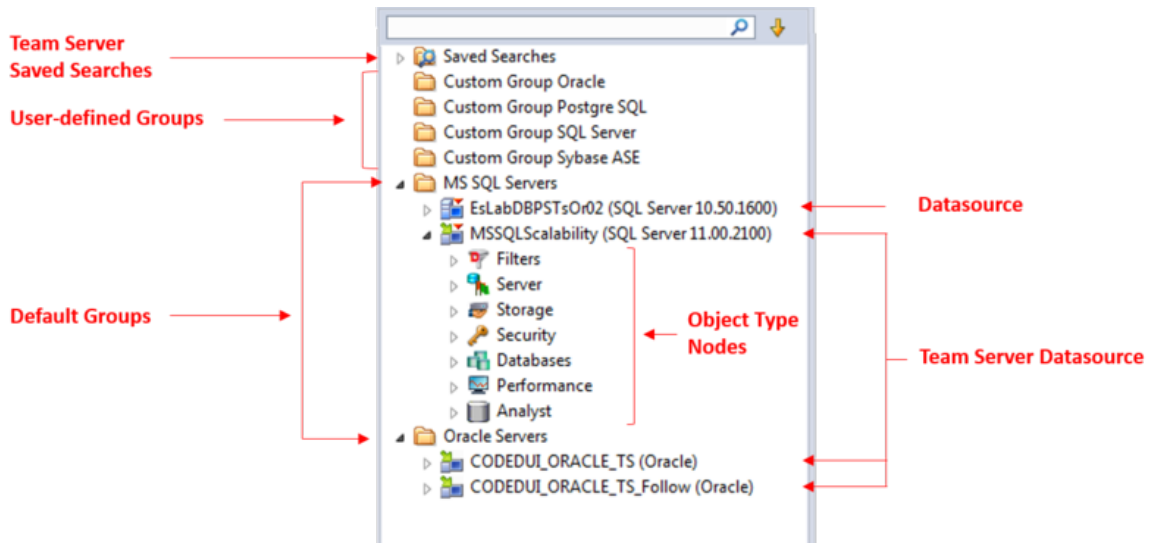 Team Server
Saved Searches
User-defined Groups
Default Groups
Saved Searches
Custom Group Oracle
Custom Group Postgre SQL
Custom Group SQL Server
Custom Group Sybase ASE
MS SQL Servers
EsLabDBPSTsOr02 (SQL Server 10.50.1600)
MSSQLScalability (SQL Server 11.00.2100)
Filters
Server
Storage
Security
Databases
Performance
Analyst
Oracle Servers
CODEDUI_ORACLE_TS (Oracle)
CODEDUI_ORACLE_TS_Follow (Oracle)
Object Type
Nodes
Datasource
Team Server Datasource